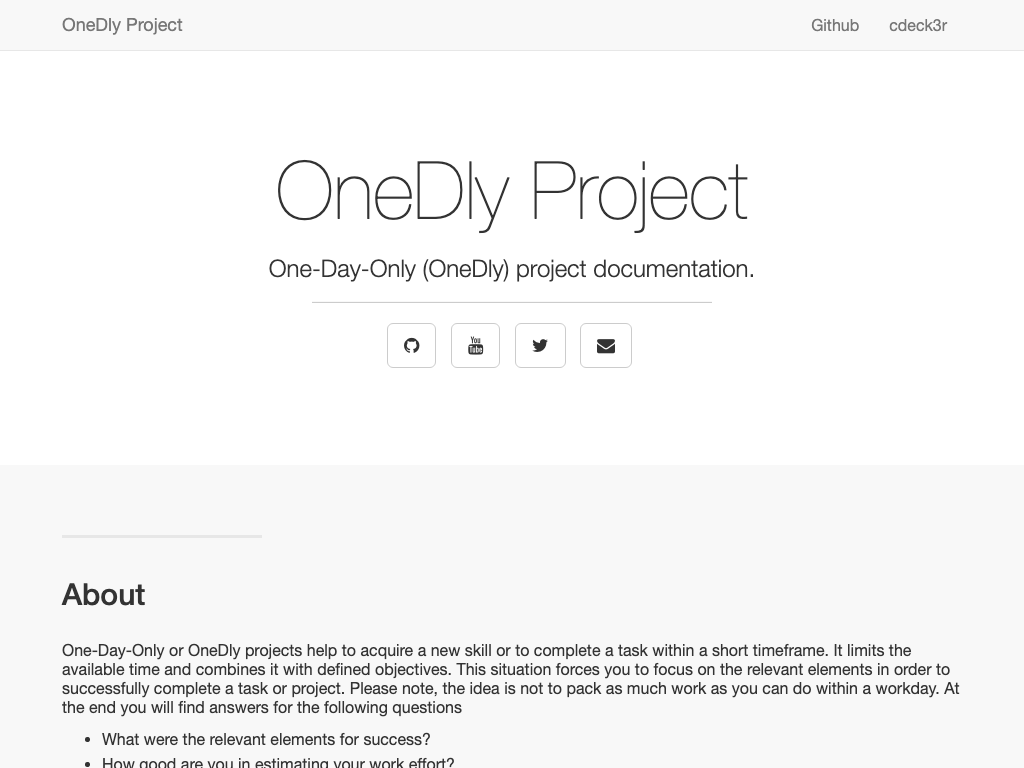 OneDly Project
Github
cdeck3r
OneDly Project
One-Day-Only (OneDly) project documentation.
You
Tube
About
One-Day-Only or OneDly projects help to acquire a new skill or to complete a task within a short timeframe. It limits the
available time and combines it with defined objectives. This situation forces you to focus on the relevant elements in order to
successfully complete a task or project. Please note, the idea is not to pack as much work as you can do within a workday. At
the end you will find answers for the following questions
• What were the relevant elements for success?
• How good are you in estimating your work effort?